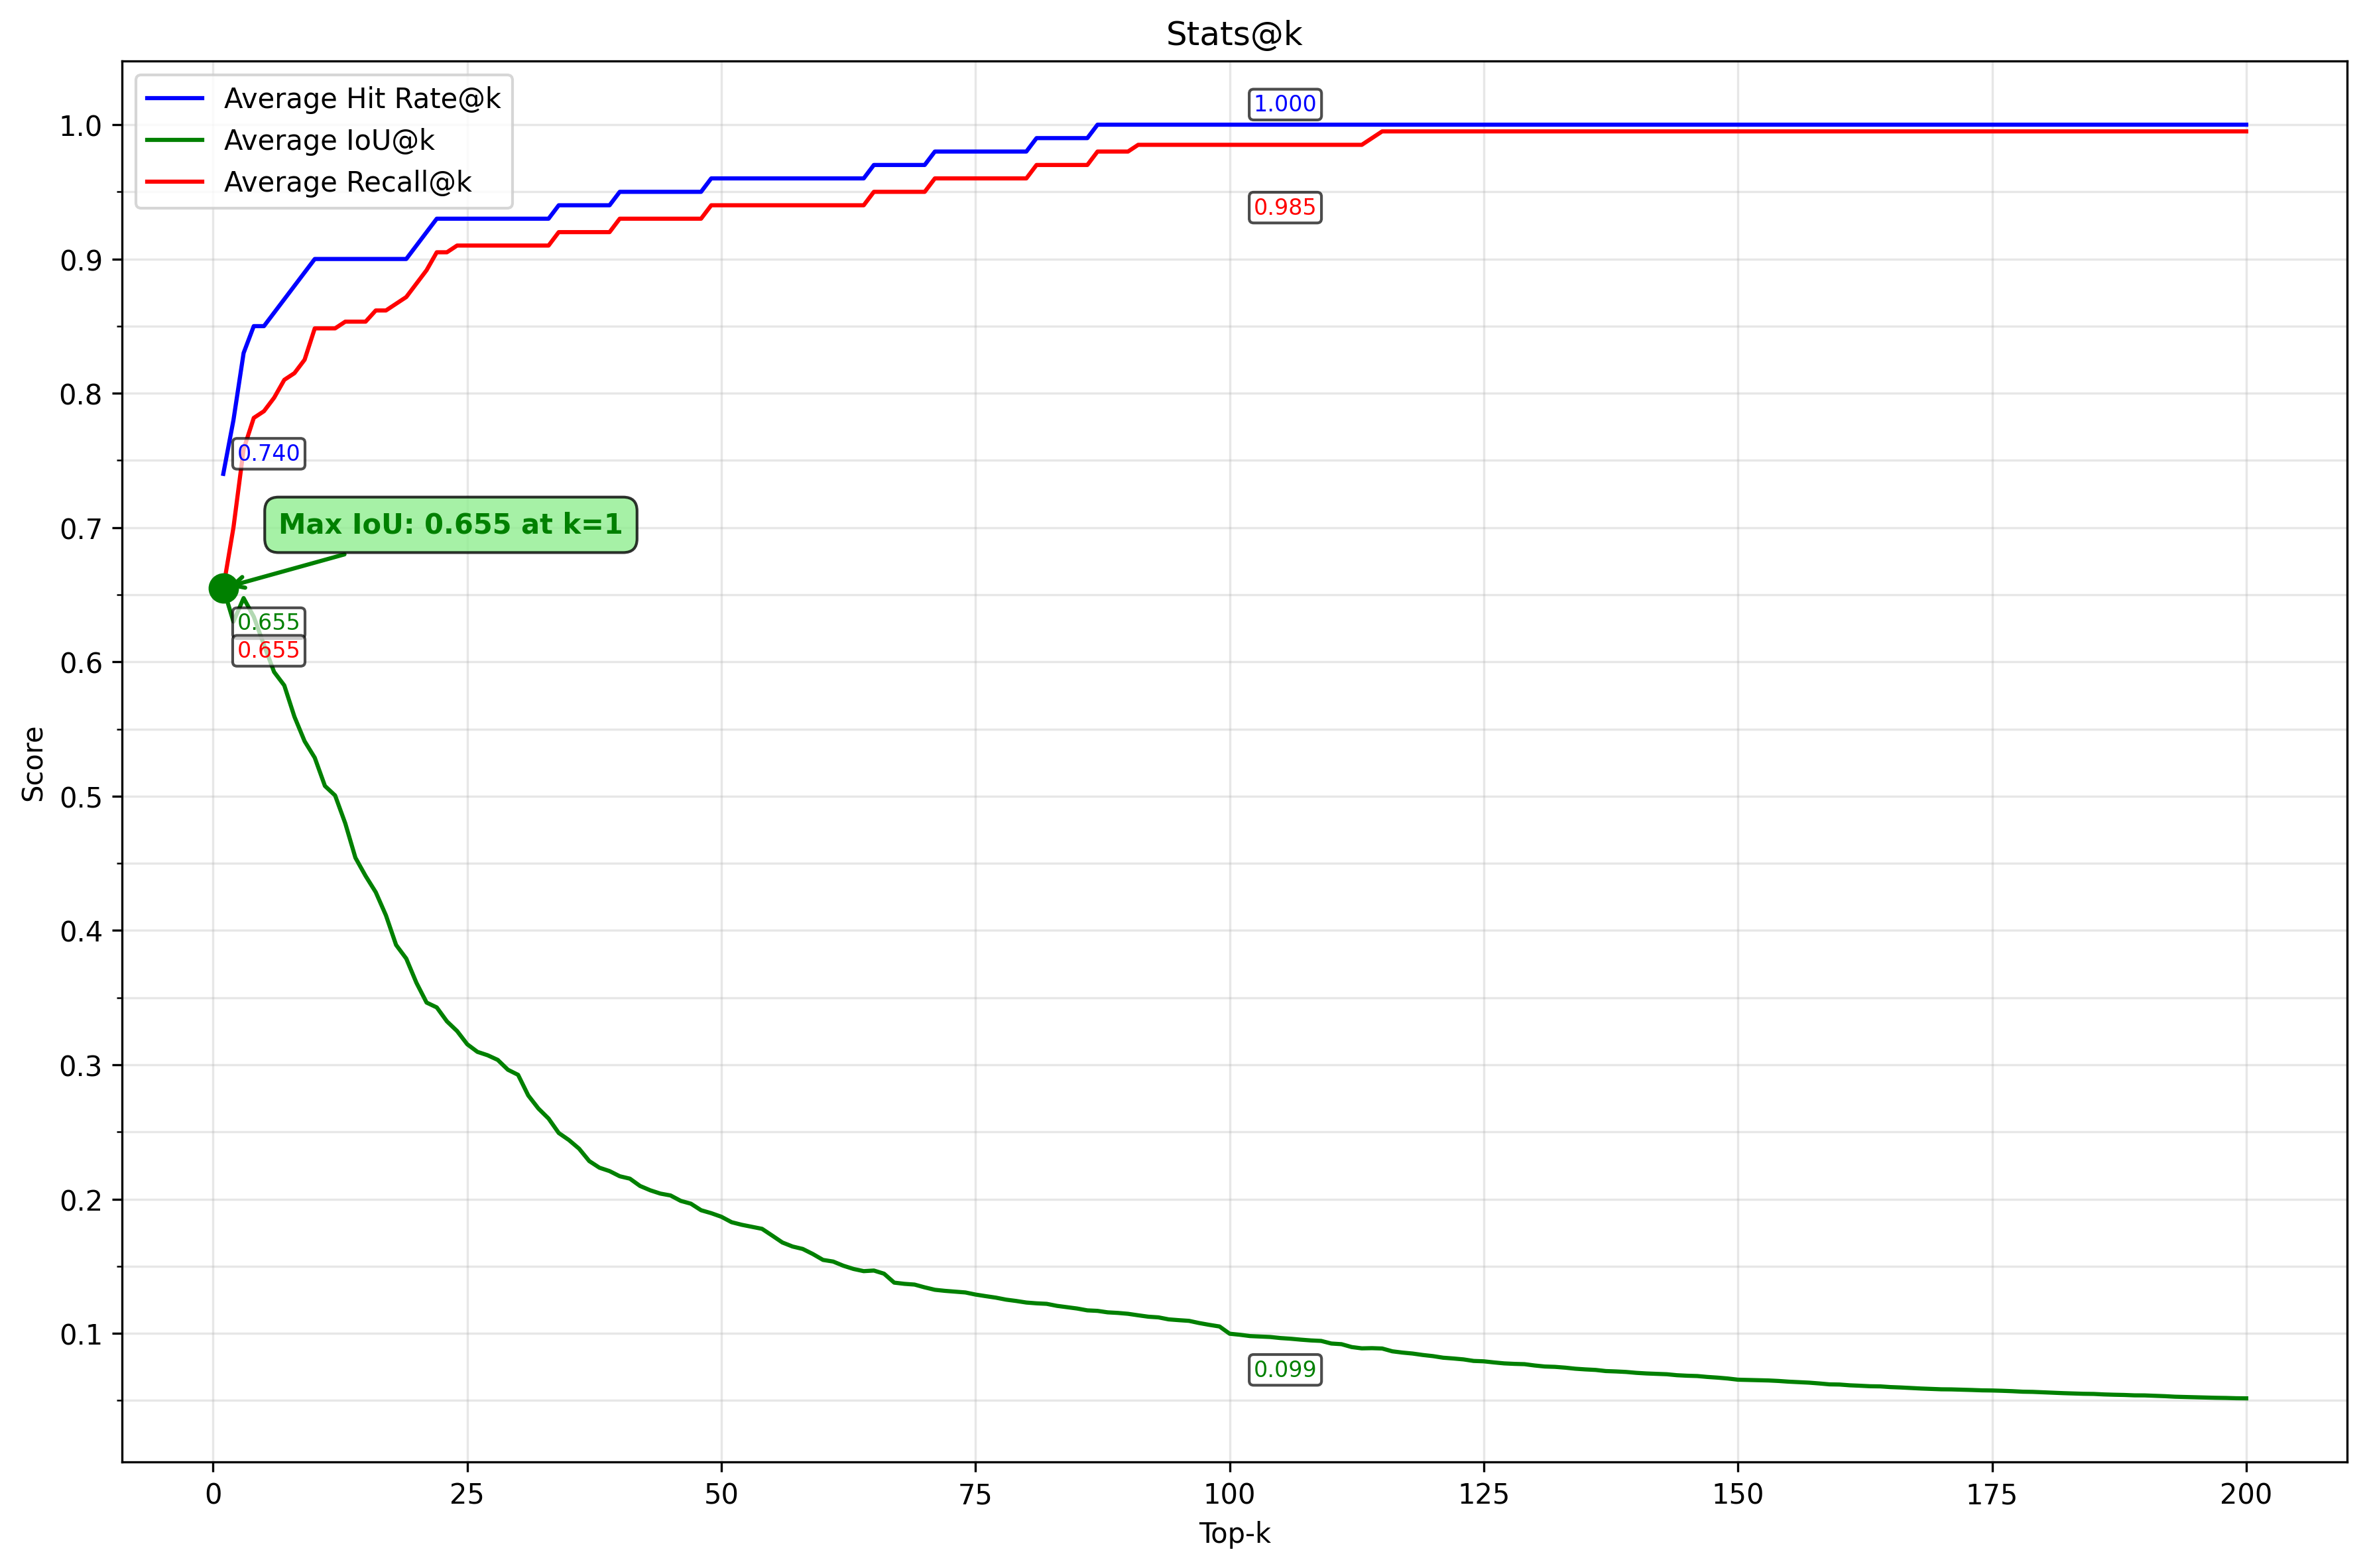 Stats@k
Average Hit Rate@k
Average IoU@k
Average Recall@k
1.000
0.985
0.740
Max IoU: 0.655 at k=1
0.655
0.655
0.099
Score
1.0
0.9
0.8
0.7
0.6
0.5
0.4
0.3
0.2
0.1
0 25 50 75 100 125 150 175 200
Top-k